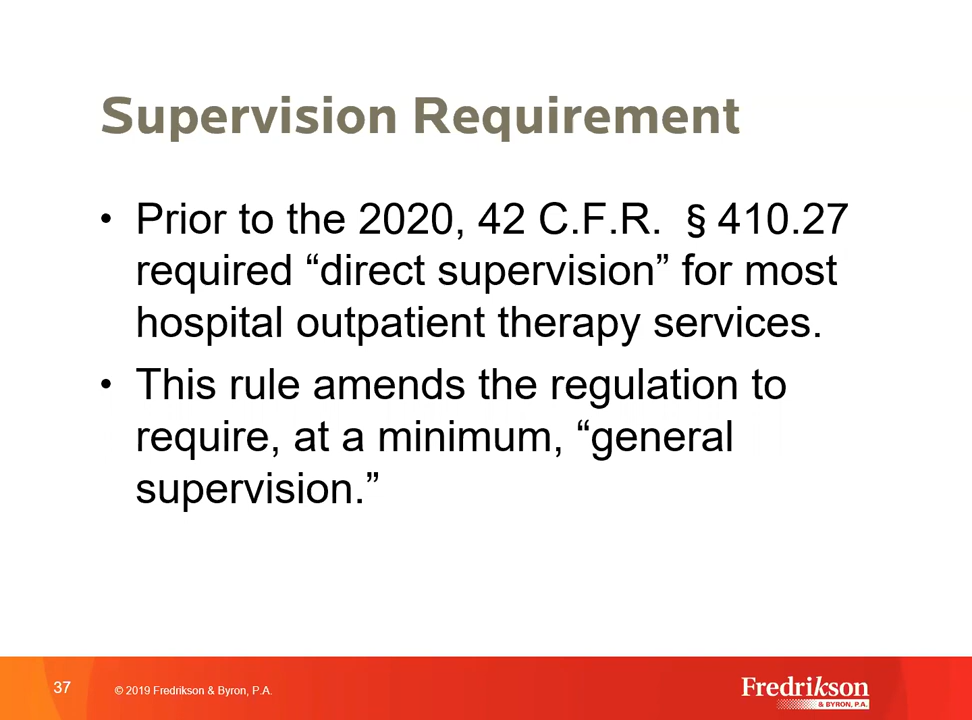 Supervision Requirement
• Prior to the 2020, 42 C.F.R. § 410.27
required “direct supervision” for most
hospital outpatient therapy services.
• This rule amends the regulation to
require, at a minimum, “general
supervision.”
37
© 2019 Fredrikson & Byron, P.A.
Fredrikson
& BYRON, P.A.